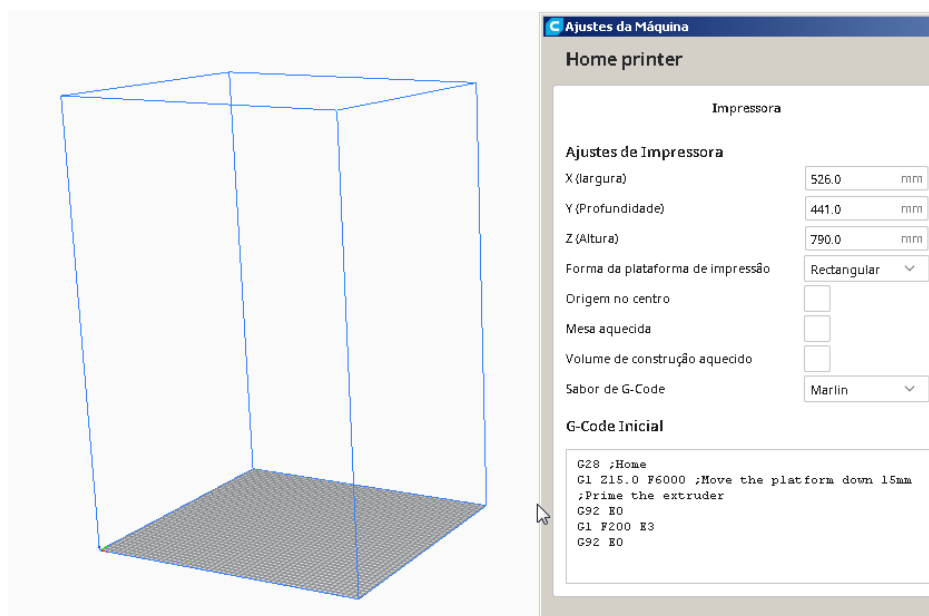 Ajustes da Máquina
Home printer
Impressora
Ajustes de Impressora
X (largura) 526.0 mm
Y (Profundidade) 441.0 mm
Z (Altura) 790.0 mm
Forma da plataforma de impressão Rectangular
Origem no centro
Mesa aquecida
Volume de construção aquecido
Sabor de G-Code Marlin
G-Code Inicial
G28 ;Home
G1 Z15.0 F6000 ;Move the platform down 15mm
;Prime the extruder
G92 E0
G1 F200 E3
G92 E0